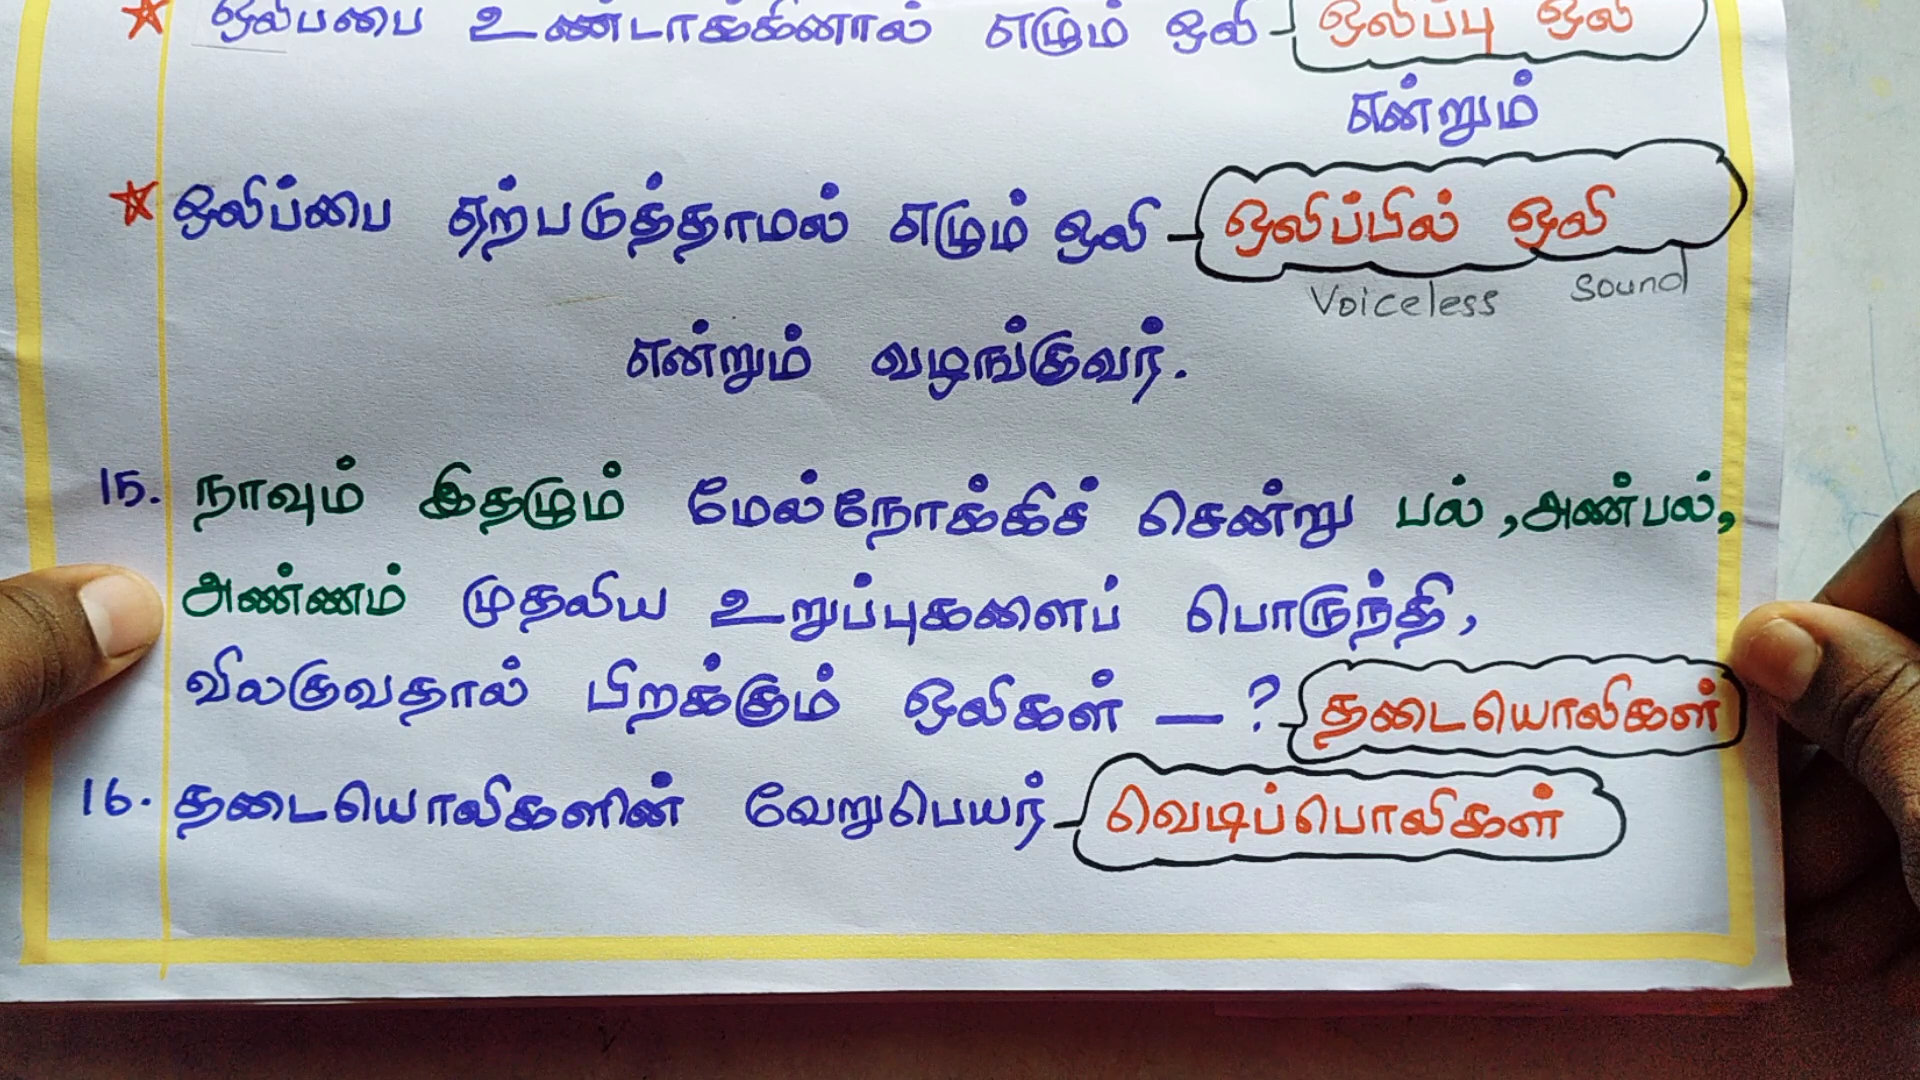 ஒலிப்பை உண்டாக்கினால் எழும் ஒலி - ஒலிப்பு ஒலி
என்றும்
ஒலிப்பை ஏற்படுத்தாமல் எழும் ஒலி - ஒலிப்பில் ஒலி
Voiceless sound
என்றும் வழங்குவர்.
15. நாவும் இதழும் மேல்நோக்கிச் சென்று பல், அண்பல்,
அண்ணம் முதலிய உறுப்புகளைப் பொருந்தி,
விலகுவதால் பிறக்கும் ஒலிகள் — ? தடையொலிகள்
16. தடையொலிகளின் வேறுபெயர் - வெடிப்பொலிகள்